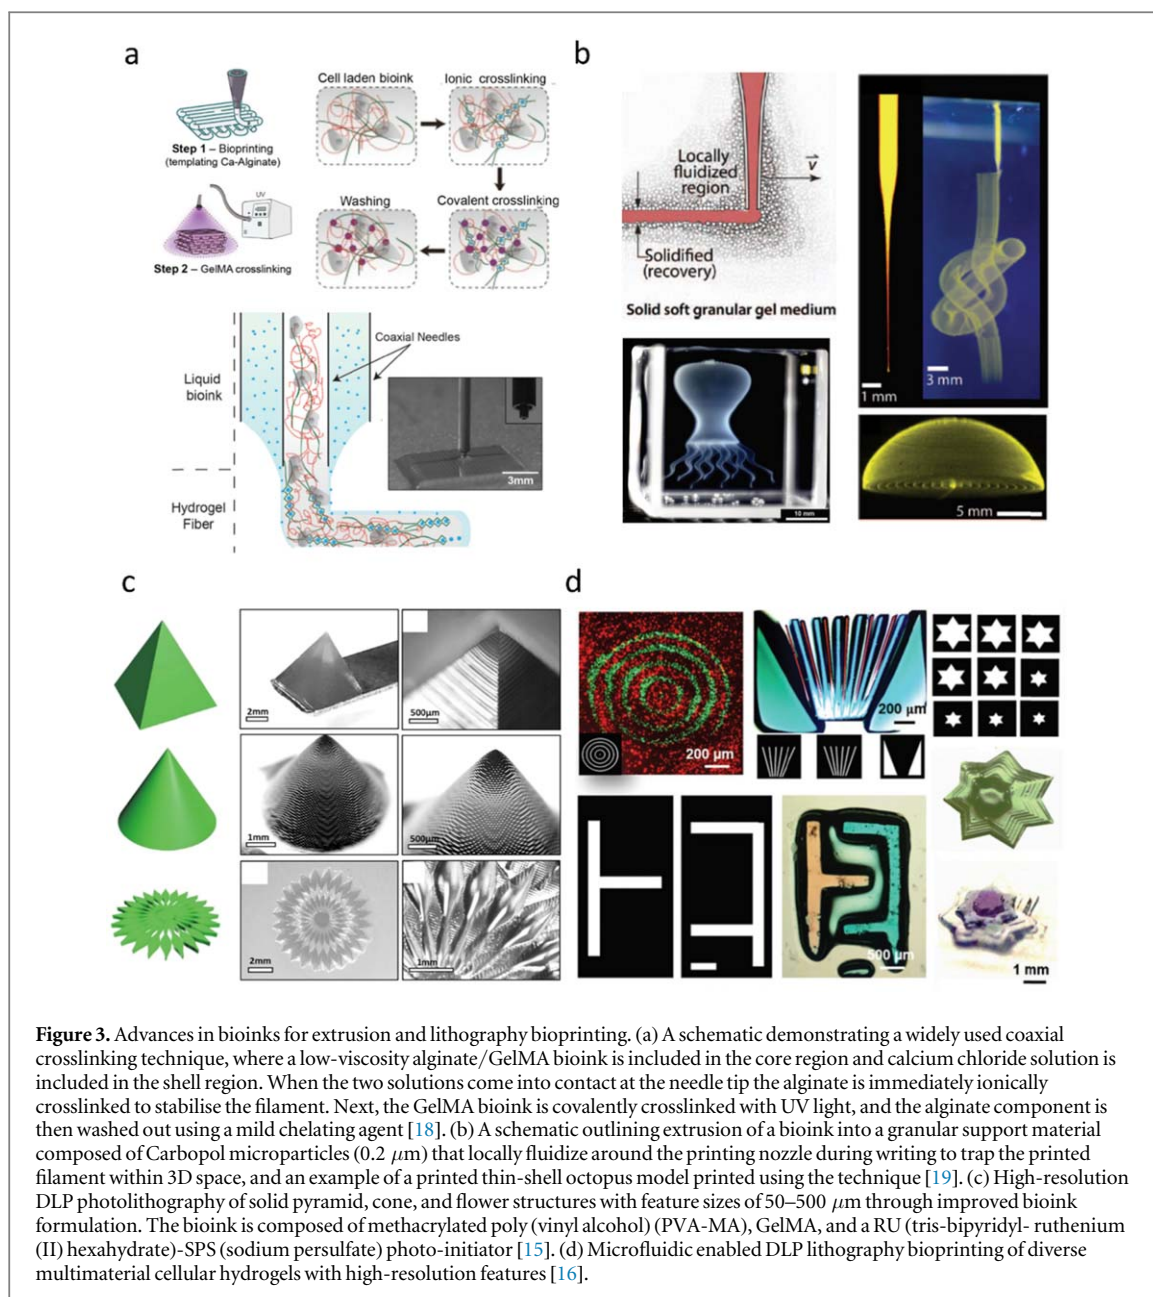 a
Cell laden bioink
Ionic crosslinking
Step 1 – Bioprinting
(templating Ca-Alginate)
UV
Washing
Covalent crosslinking
Step 2 – GelMA crosslinking
Liquid
bioink
Coaxial Needles
3mm
Hydrogel
Fiber
b
Locally
fluidized
region
v
Solidified
(recovery)
Solid soft granular gel medium
1 mm
3 mm
10 mm
5 mm
c
2mm
500μm
1mm
500μm
2mm
1mm
d
200 μm
200 μm
500 μm
1 mm
Figure 3. Advances in bioinks for extrusion and lithography bioprinting. (a) A schematic demonstrating a widely used coaxial
crosslinking technique, where a low-viscosity alginate/GelMA bioink is included in the core region and calcium chloride solution is
included in the shell region. When the two solutions come into contact at the needle tip the alginate is immediately ionically
crosslinked to stabilise the filament. Next, the GelMA bioink is covalently crosslinked with UV light, and the alginate component is
then washed out using a mild chelating agent [18]. (b) A schematic outlining extrusion of a bioink into a granular support material
composed of Carbopol microparticles (0.2 μm) that locally fluidize around the printing nozzle during writing to trap the printed
filament within 3D space, and an example of a printed thin-shell octopus model printed using the technique [19]. (c) High-resolution
DLP photolithography of solid pyramid, cone, and flower structures with feature sizes of 50–500 μm through improved bioink
formulation. The bioink is composed of methacrylated poly (vinyl alcohol) (PVA-MA), GelMA, and a RU (tris-bipyridyl- ruthenium
(II) hexahydrate)-SPS (sodium persulfate) photo-initiator [15]. (d) Microfluidic enabled DLP lithography bioprinting of diverse
multimaterial cellular hydrogels with high-resolution features [16].